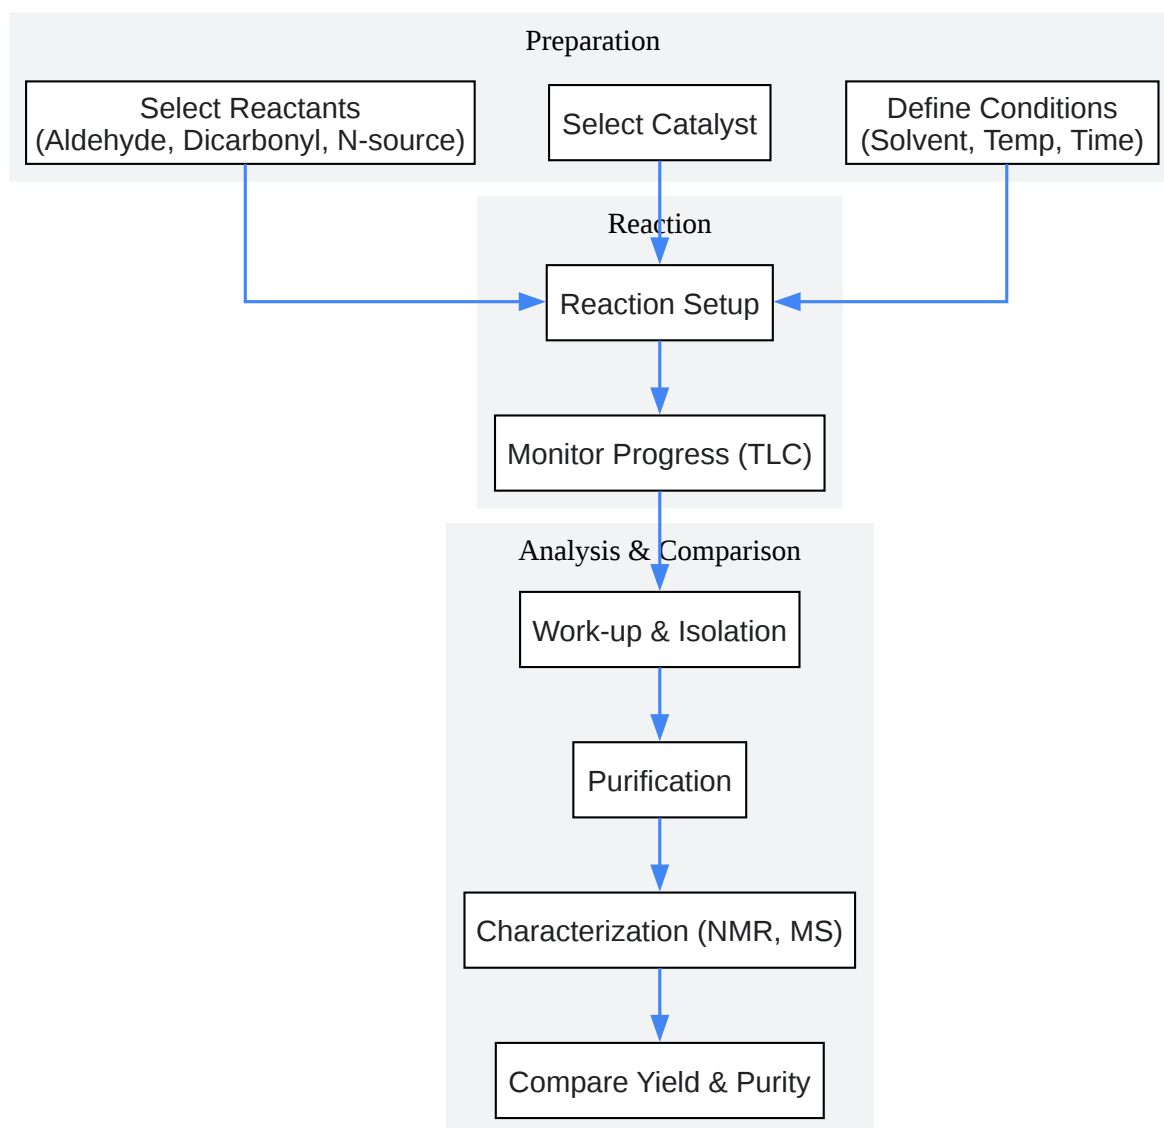 Preparation
Select Reactants
(Aldehyde, Dicarbonyl, N-source)
Select Catalyst
Define Conditions
(Solvent, Temp, Time)
Reaction
Reaction Setup
Monitor Progress (TLC)
Analysis & Comparison
Work-up & Isolation
Purification
Characterization (NMR, MS)
Compare Yield & Purity